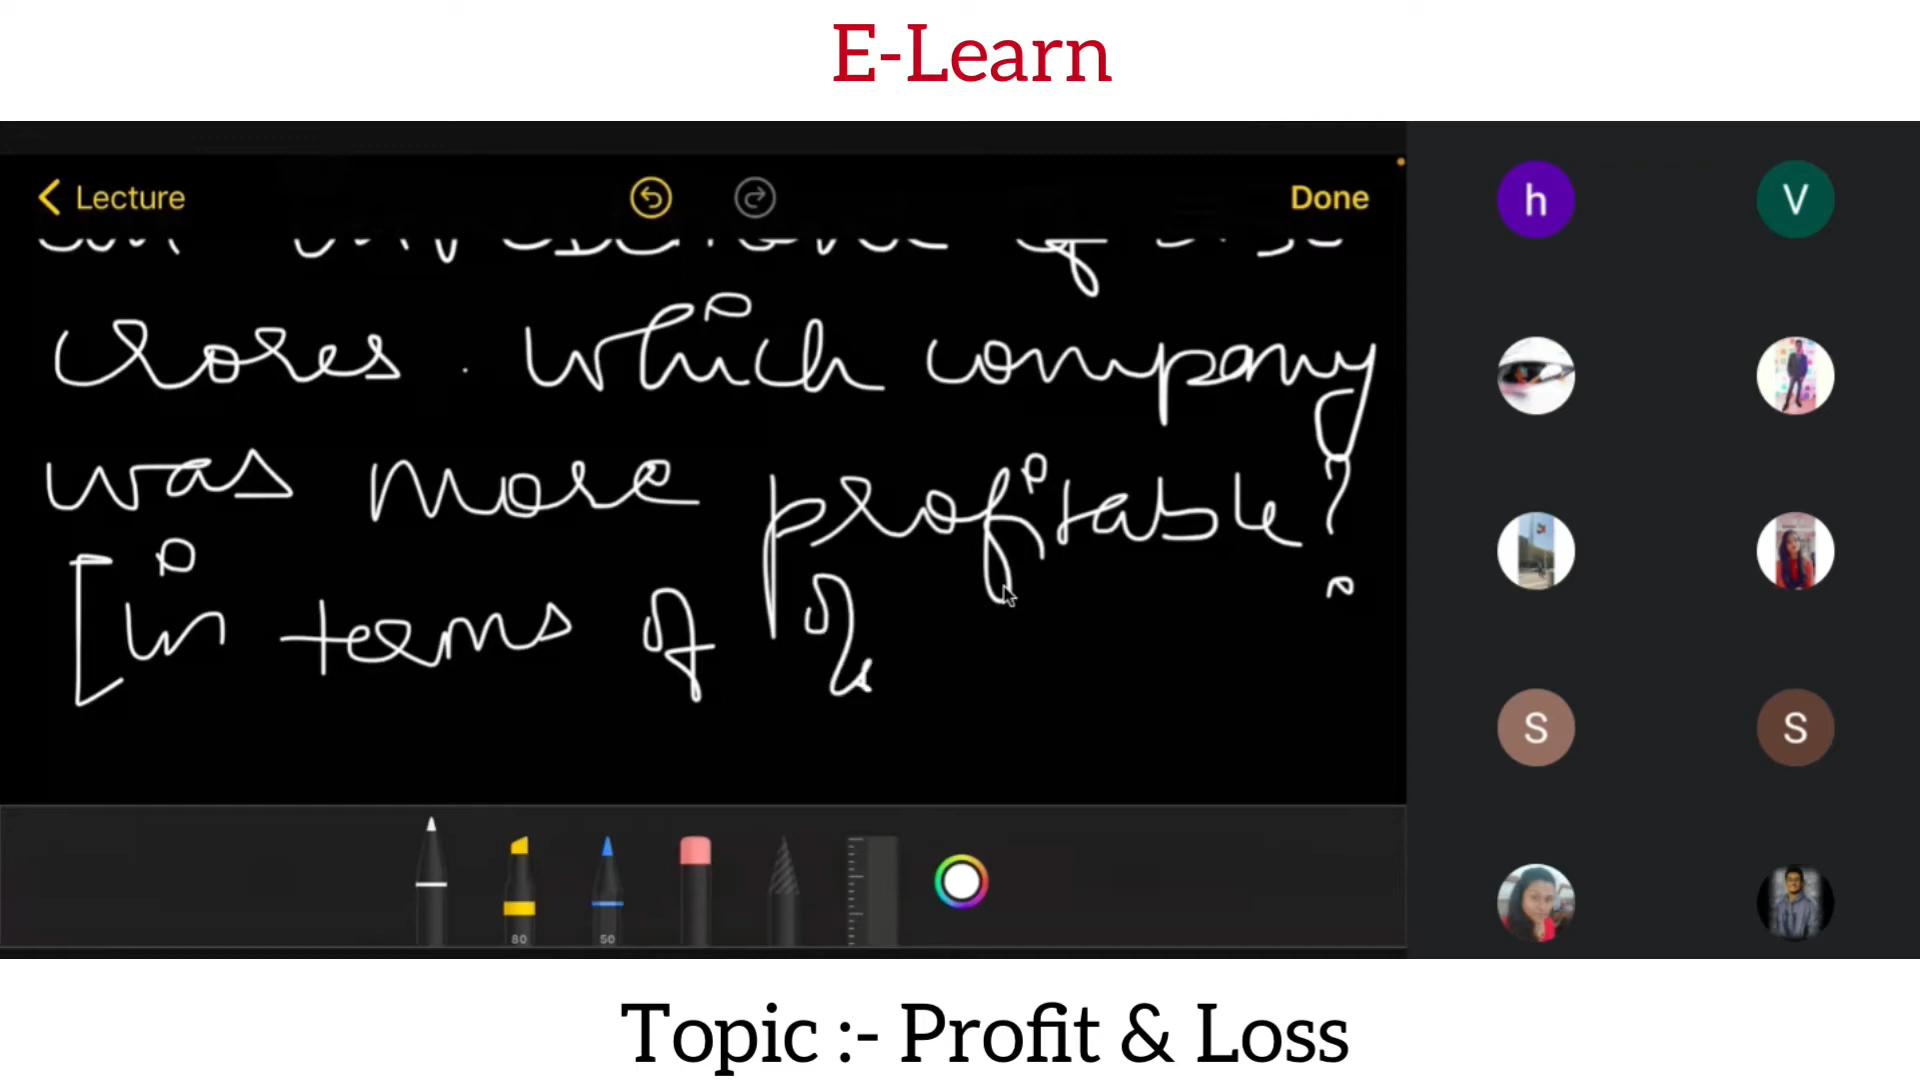 E-Learn
Lecture
Done
crores. which company
was more profitable?
[in terms of %
80
50
h
V
S
S
Topic :- Profit & Loss